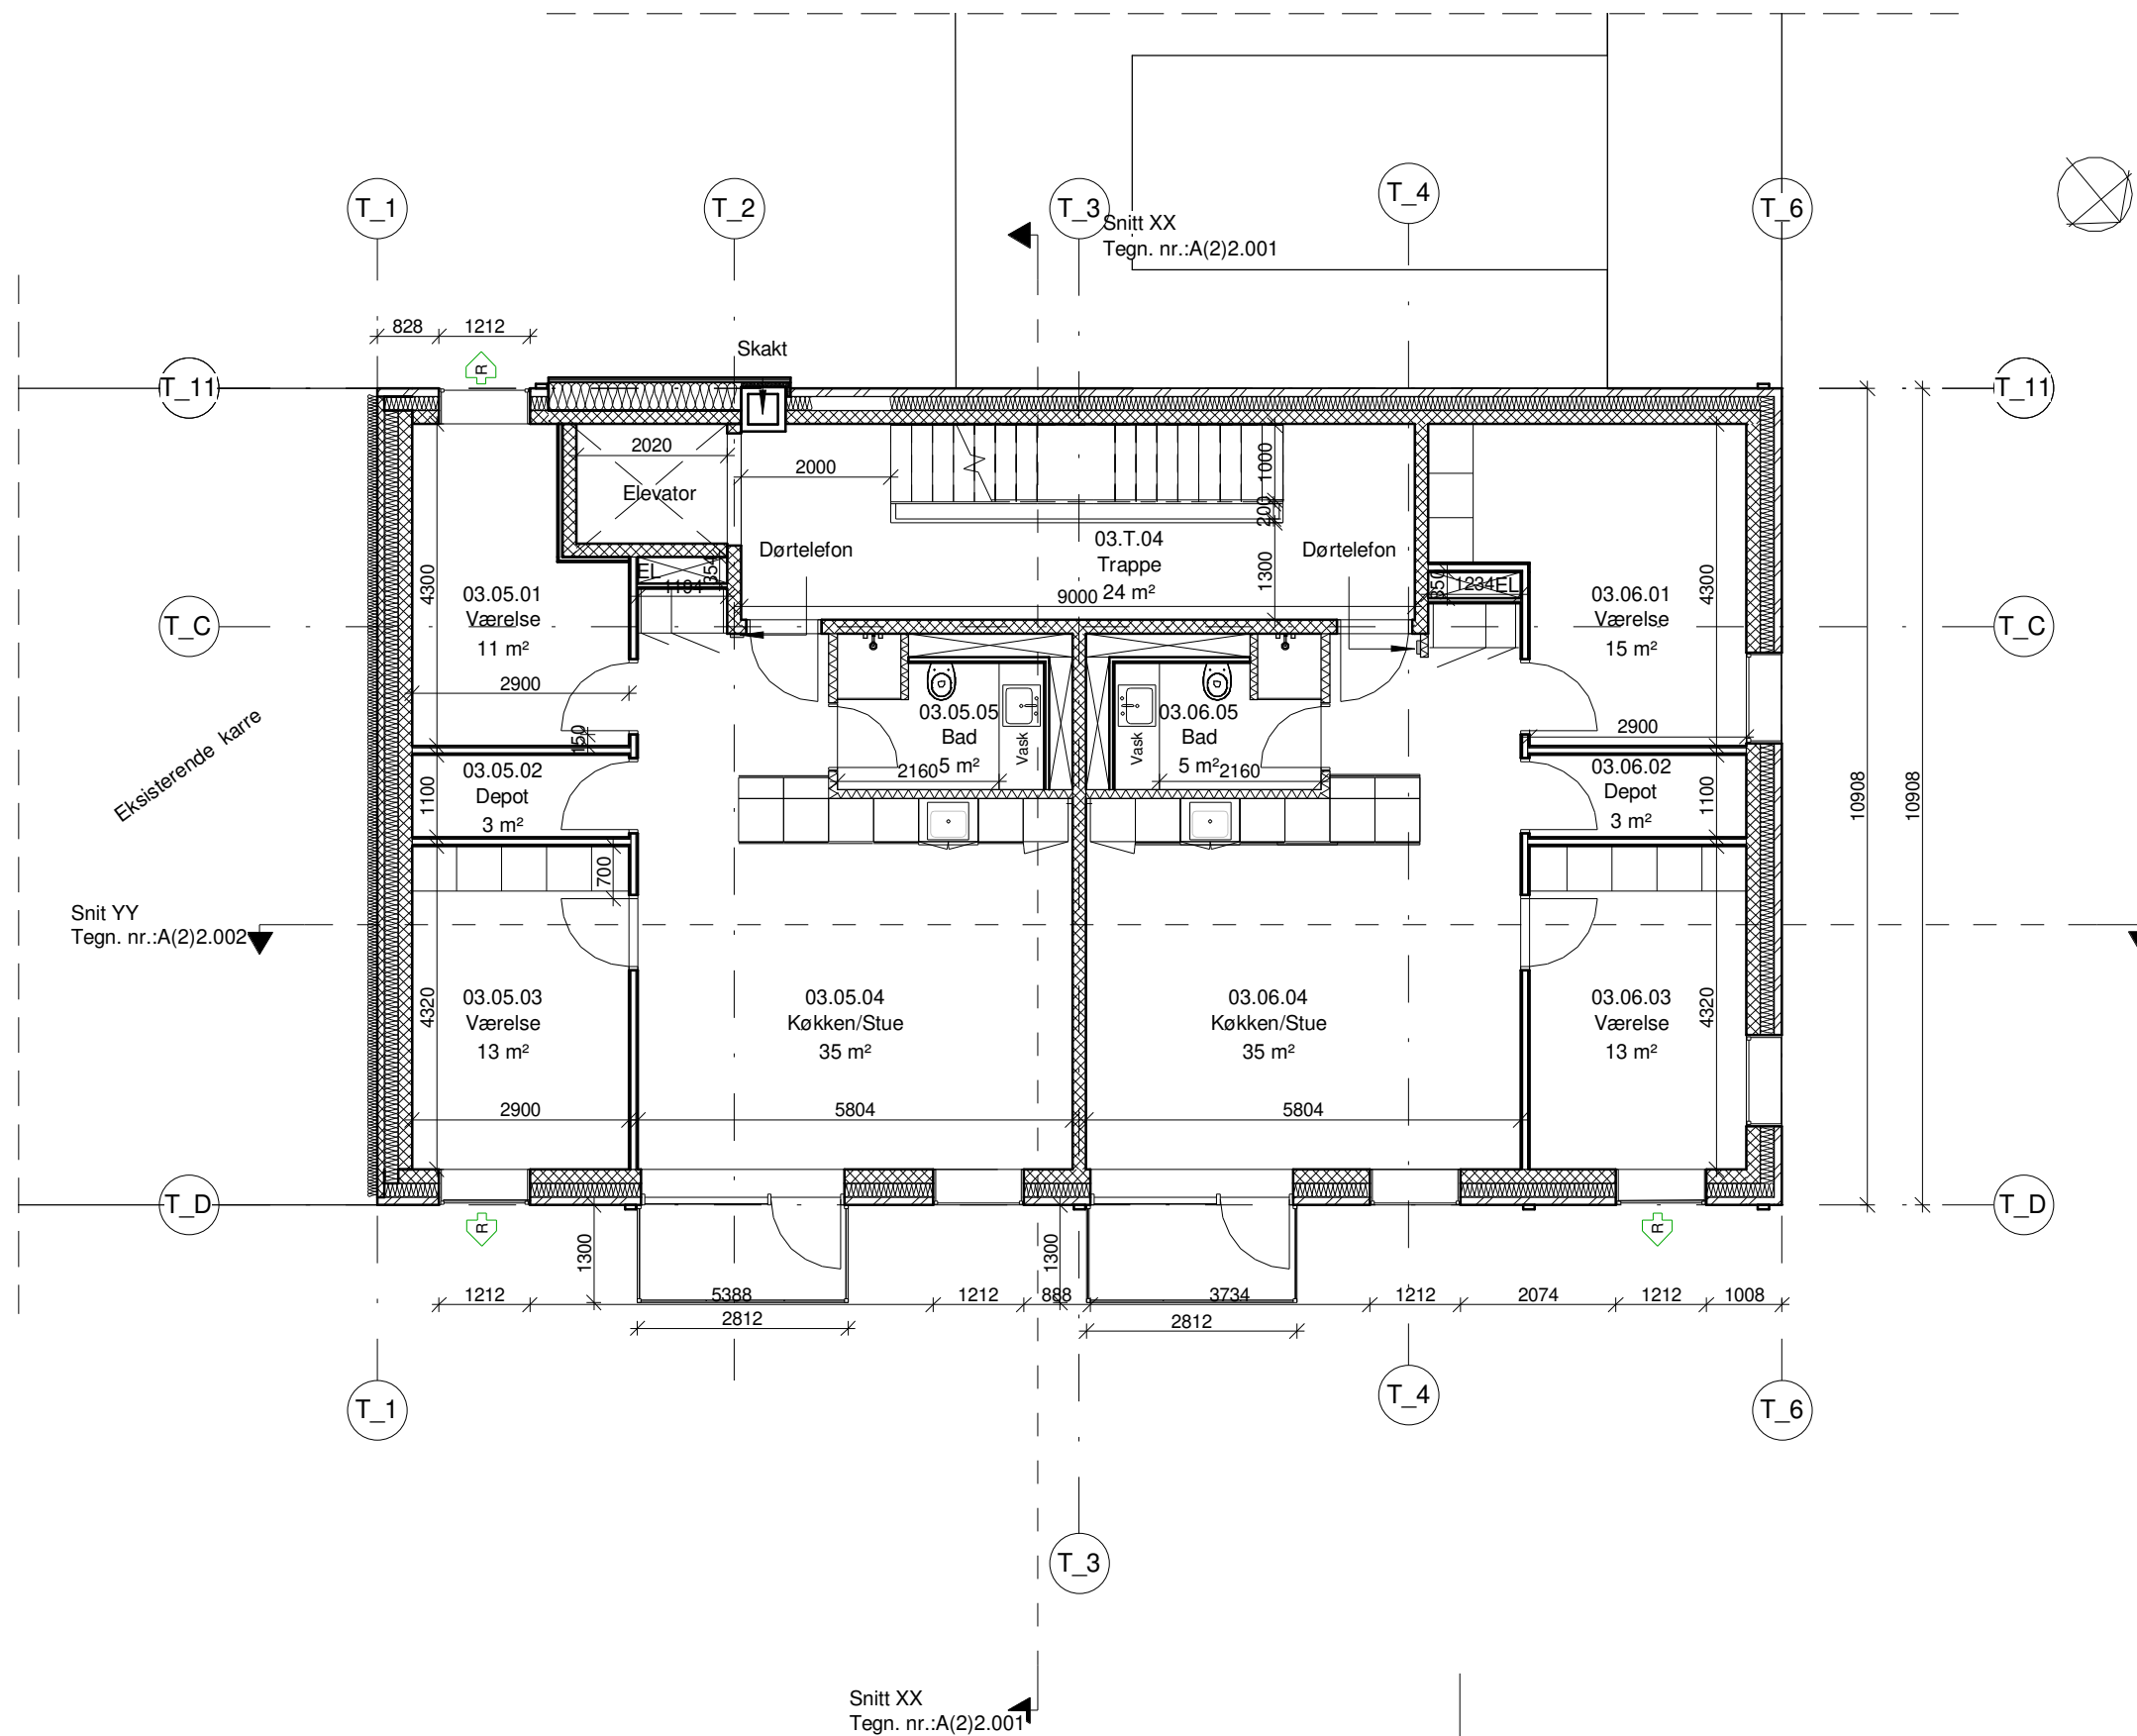 T_1
T_2
T_3
T_4
T_6
Snitt XX
Tegn. nr.:A(2)2.001
828
1212
R
Skakt
T_11
T_11
2020
2000
1000
Elevator
200
03.T.04
Trappe
24 m²
Dørtelefon
Dørtelefon
1300
9000
EL
354
1194
350
1234
EL
4300
03.05.01
Værelse
11 m²
03.06.01
Værelse
15 m²
4300
T_C
T_C
2900
2900
150
Eksisterende karre
03.05.05
Bad
5 m²
2160
Vask
03.06.05
Bad
5 m²
2160
Vask
03.05.02
Depot
3 m²
1100
03.06.02
Depot
3 m²
1100
10908
10908
700
Snit YY
Tegn. nr.:A(2)2.002
03.05.03
Værelse
13 m²
4320
03.05.04
Køkken/Stue
35 m²
03.06.04
Køkken/Stue
35 m²
03.06.03
Værelse
13 m²
4320
2900
5804
5804
T_D
T_D
R
R
1300
1300
1212
5388
1212
888
3734
1212
2074
1212
1008
2812
2812
T_1
T_4
T_6
T_3
Snitt XX
Tegn. nr.:A(2)2.001